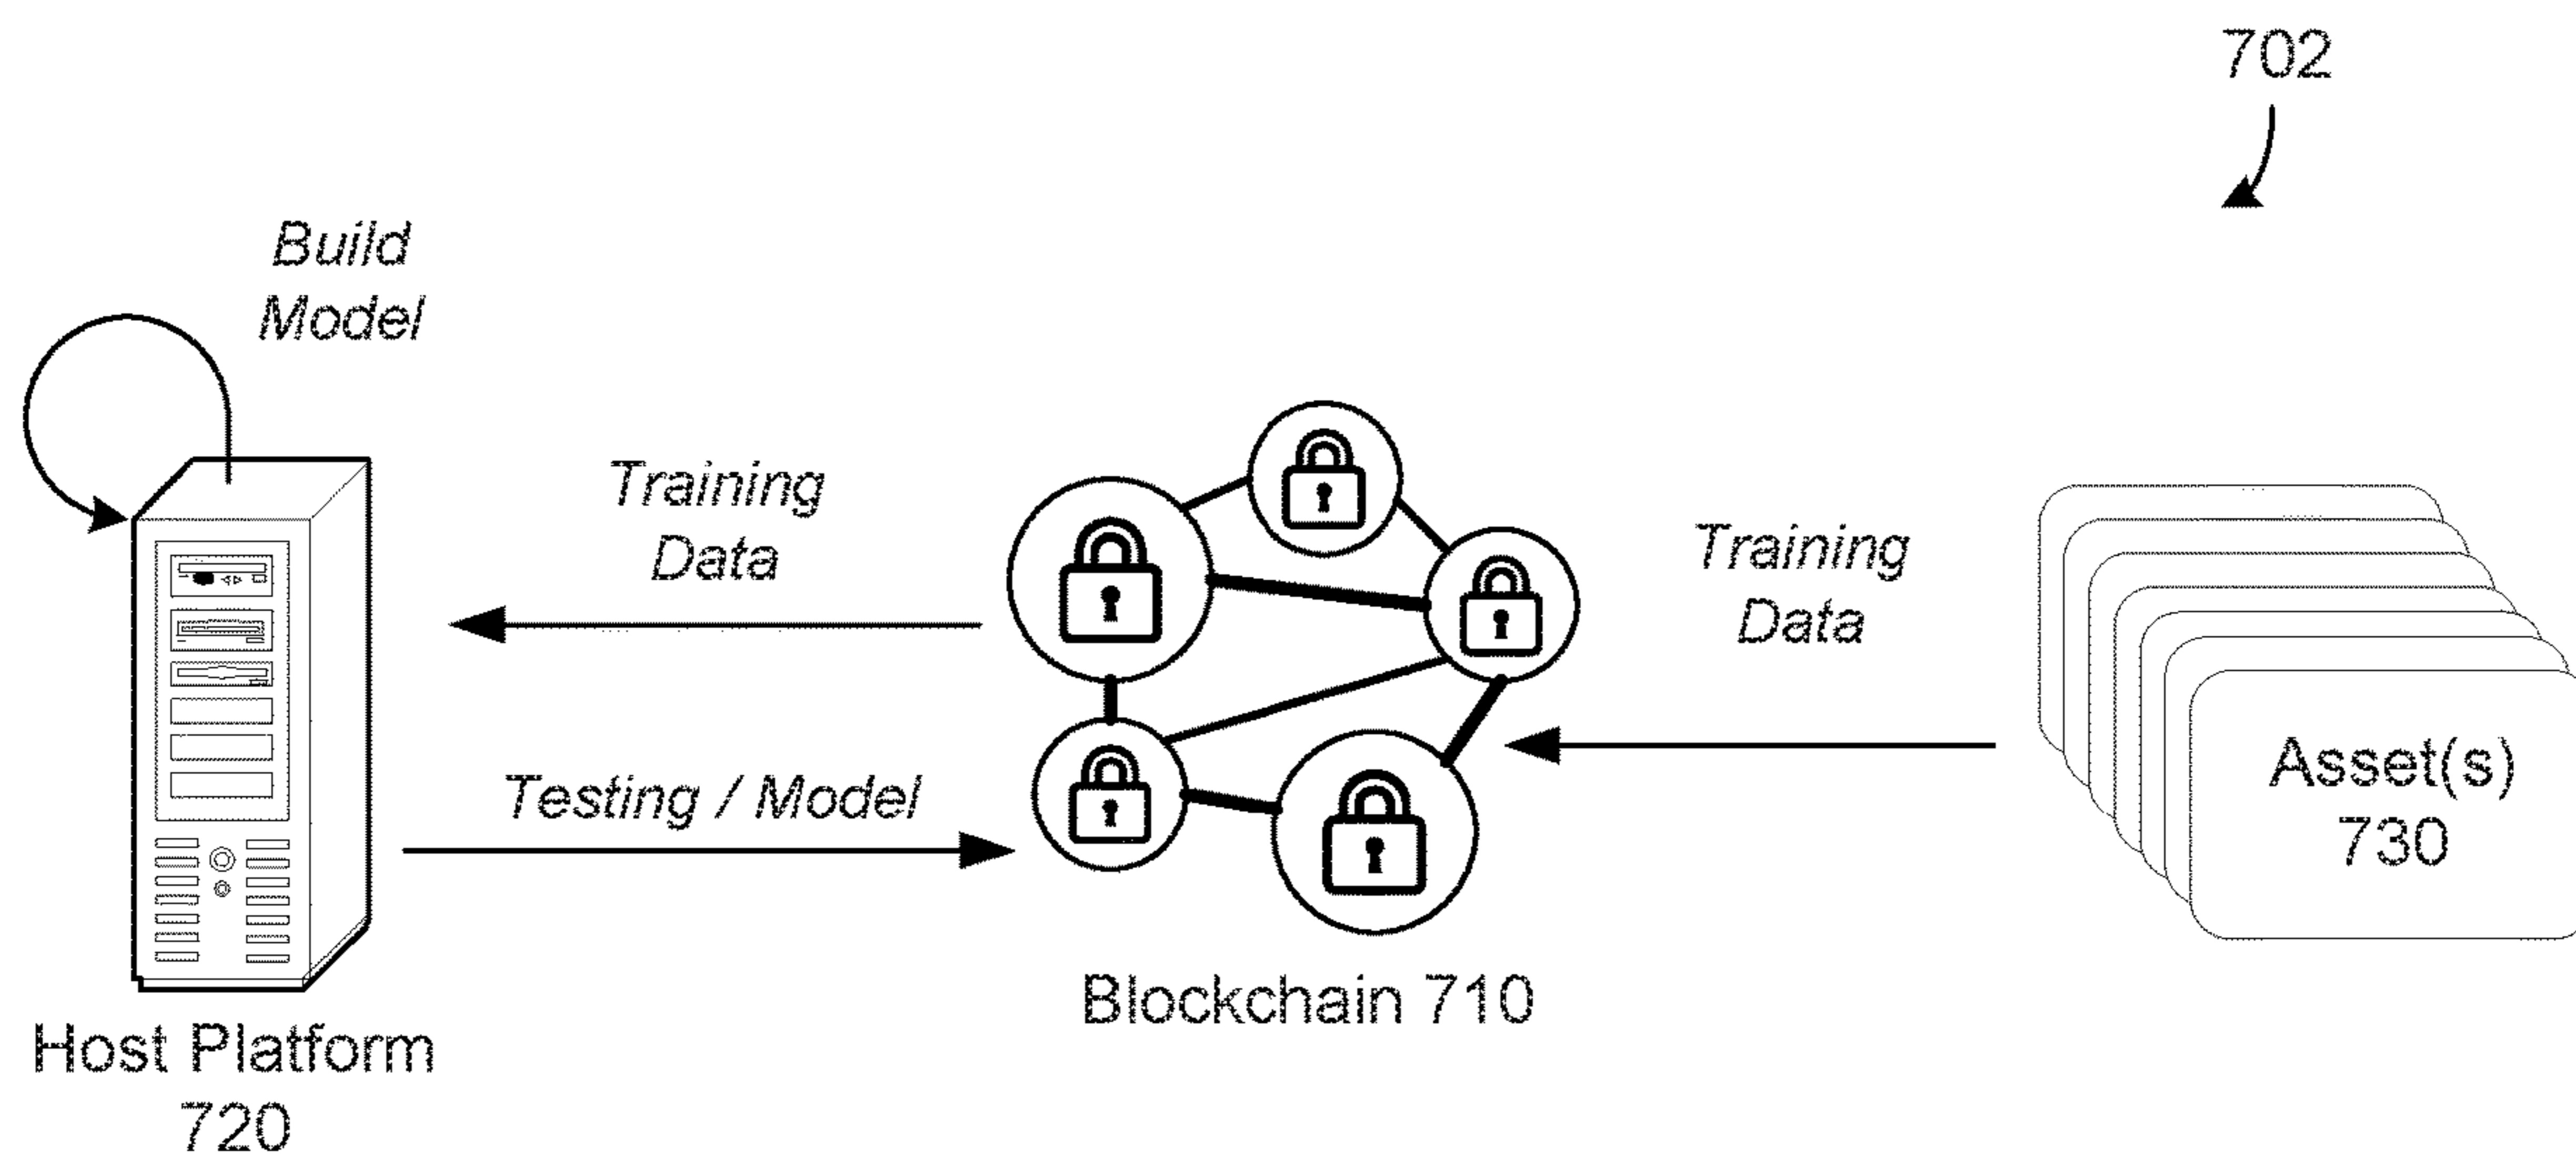 702
Build
Model
Training
Data
Training
Data
Testing / Model
Asset(s)
730
Blockchain 710
Host Platform
720